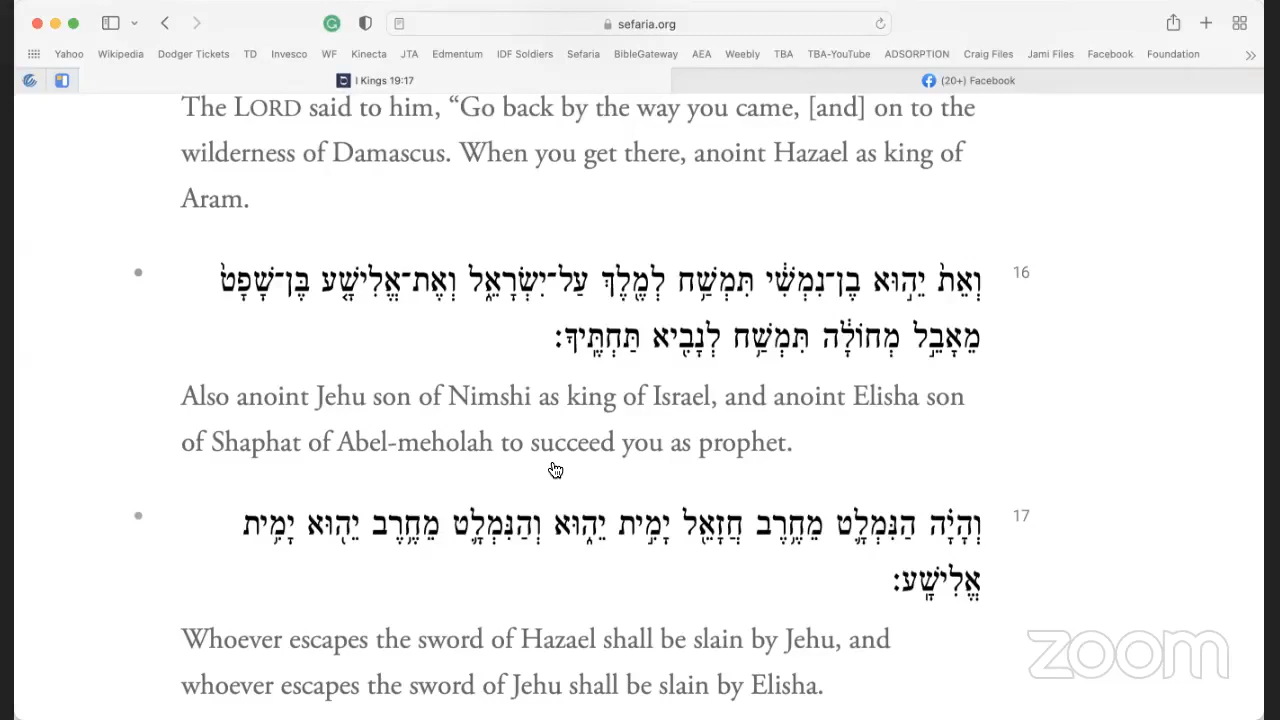 sefaria.org
Yahoo Wikipedia Dodger Tickets TD Invesco WF Kinecta JTA Edmentum IDF Soldiers Sefaria BibleGateway AEA Weebly TBA TBA-YouTube ADSORPTION Craig Files Jami Files Facebook Foundation
I Kings 19:17 (20+) Facebook
The LORD said to him, “Go back by the way you came, [and] on to the
wilderness of Damascus. When you get there, anoint Hazael as king of
Aram.
16
וְאֵת֙ יֵה֣וּא בֶן־נִמְשִׁ֔י תִּמְשַׁ֥ח לְמֶ֖לֶךְ עַל־יִשְׂרָאֵ֑ל וְאֶת־אֱלִישָׁ֤ע בֶּן־שָׁפָט֙
מֵאָבֵ֣ל מְחוֹלָ֔ה תִּמְשַׁ֥ח לְנָבִ֖יא תַּחְתֶּֽיךָ׃
Also anoint Jehu son of Nimshi as king of Israel, and anoint Elisha son
of Shaphat of Abel-meholah to succeed you as prophet.
17
וְהָיָ֗ה הַנִּמְלָ֛ט מֵחֶ֥רֶב חֲזָאֵ֖ל יָמִ֣ית יֵה֑וּא וְהַנִּמְלָ֛ט מֵחֶ֥רֶב יֵה֖וּא יָמִ֥ית
אֱלִישָֽׁע׃
Whoever escapes the sword of Hazael shall be slain by Jehu, and
whoever escapes the sword of Jehu shall be slain by Elisha.
zoom